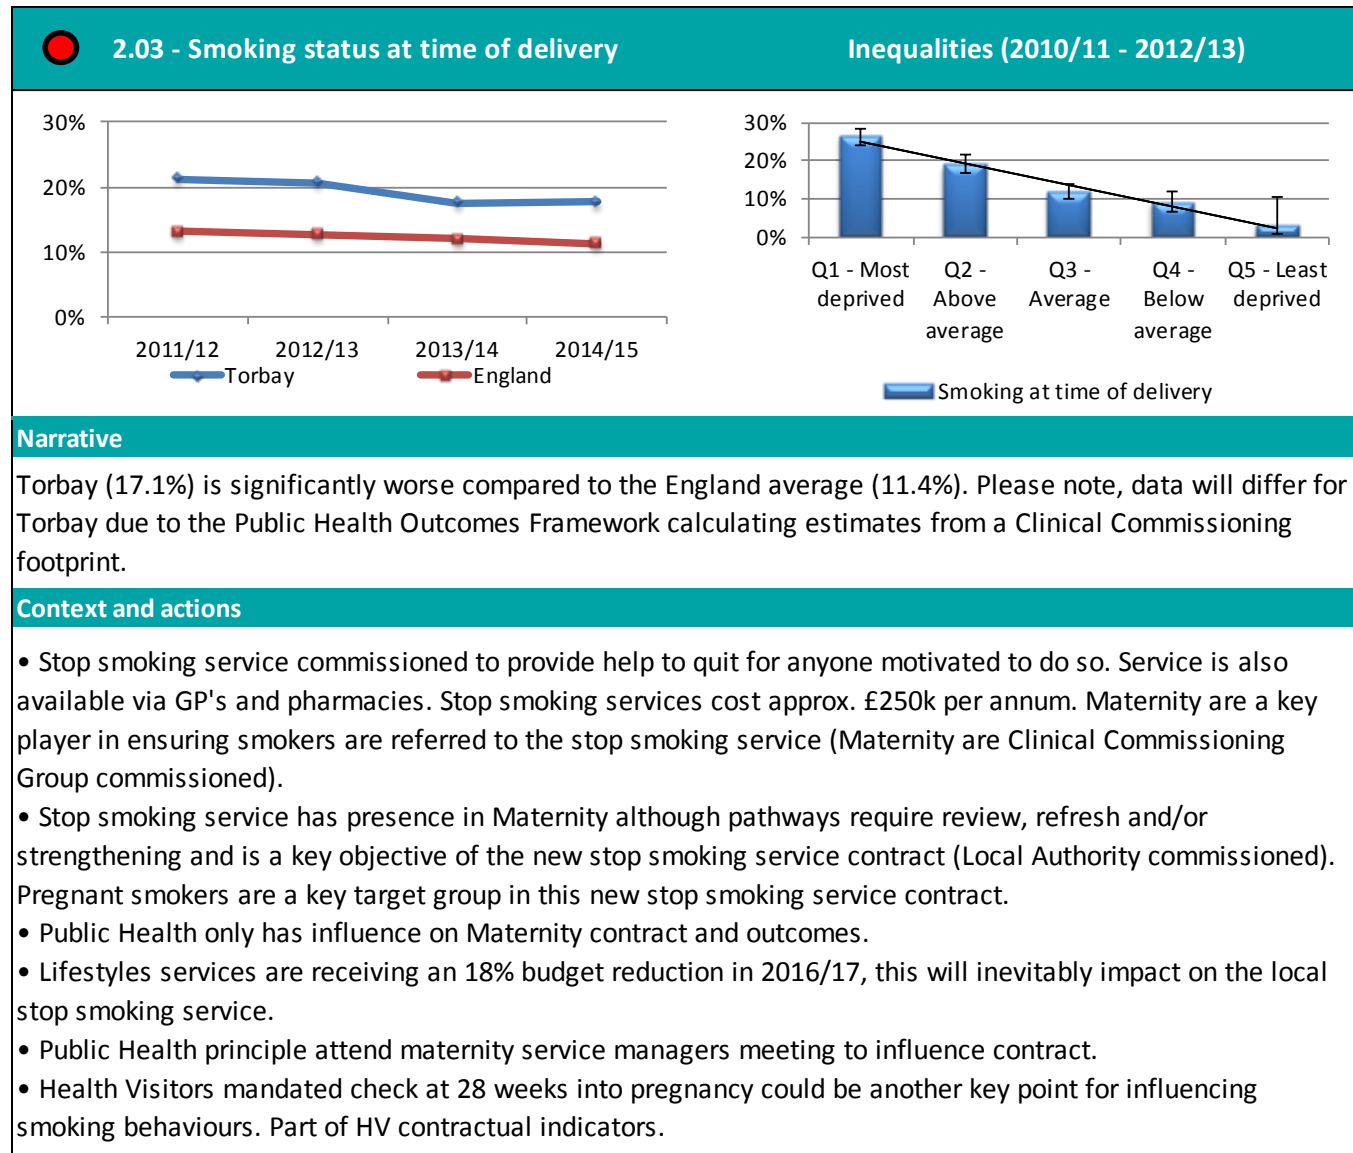 2.03 - Smoking status at time of delivery
Inequalities (2010/11 - 2012/13)
30%
20%
10%
0%
2011/12 2012/13 2013/14 2014/15
Torbay England
30%
20%
10%
0%
Q1 - Most Q2 - Q3 - Q4 - Q5 - Least
deprived Above Average Below deprived
average average
Smoking at time of delivery
Narrative
Torbay (17.1%) is significantly worse compared to the England average (11.4%). Please note, data will differ for
Torbay due to the Public Health Outcomes Framework calculating estimates from a Clinical Commissioning
footprint.
Context and actions
• Stop smoking service commissioned to provide help to quit for anyone motivated to do so. Service is also
available via GP's and pharmacies. Stop smoking services cost approx. £250k per annum. Maternity are a key
player in ensuring smokers are referred to the stop smoking service (Maternity are Clinical Commissioning
Group commissioned).
• Stop smoking service has presence in Maternity although pathways require review, refresh and/or
strengthening and is a key objective of the new stop smoking service contract (Local Authority commissioned).
Pregnant smokers are a key target group in this new stop smoking service contract.
• Public Health only has influence on Maternity contract and outcomes.
• Lifestyles services are receiving an 18% budget reduction in 2016/17, this will inevitably impact on the local
stop smoking service.
• Public Health principle attend maternity service managers meeting to influence contract.
• Health Visitors mandated check at 28 weeks into pregnancy could be another key point for influencing
smoking behaviours. Part of HV contractual indicators.